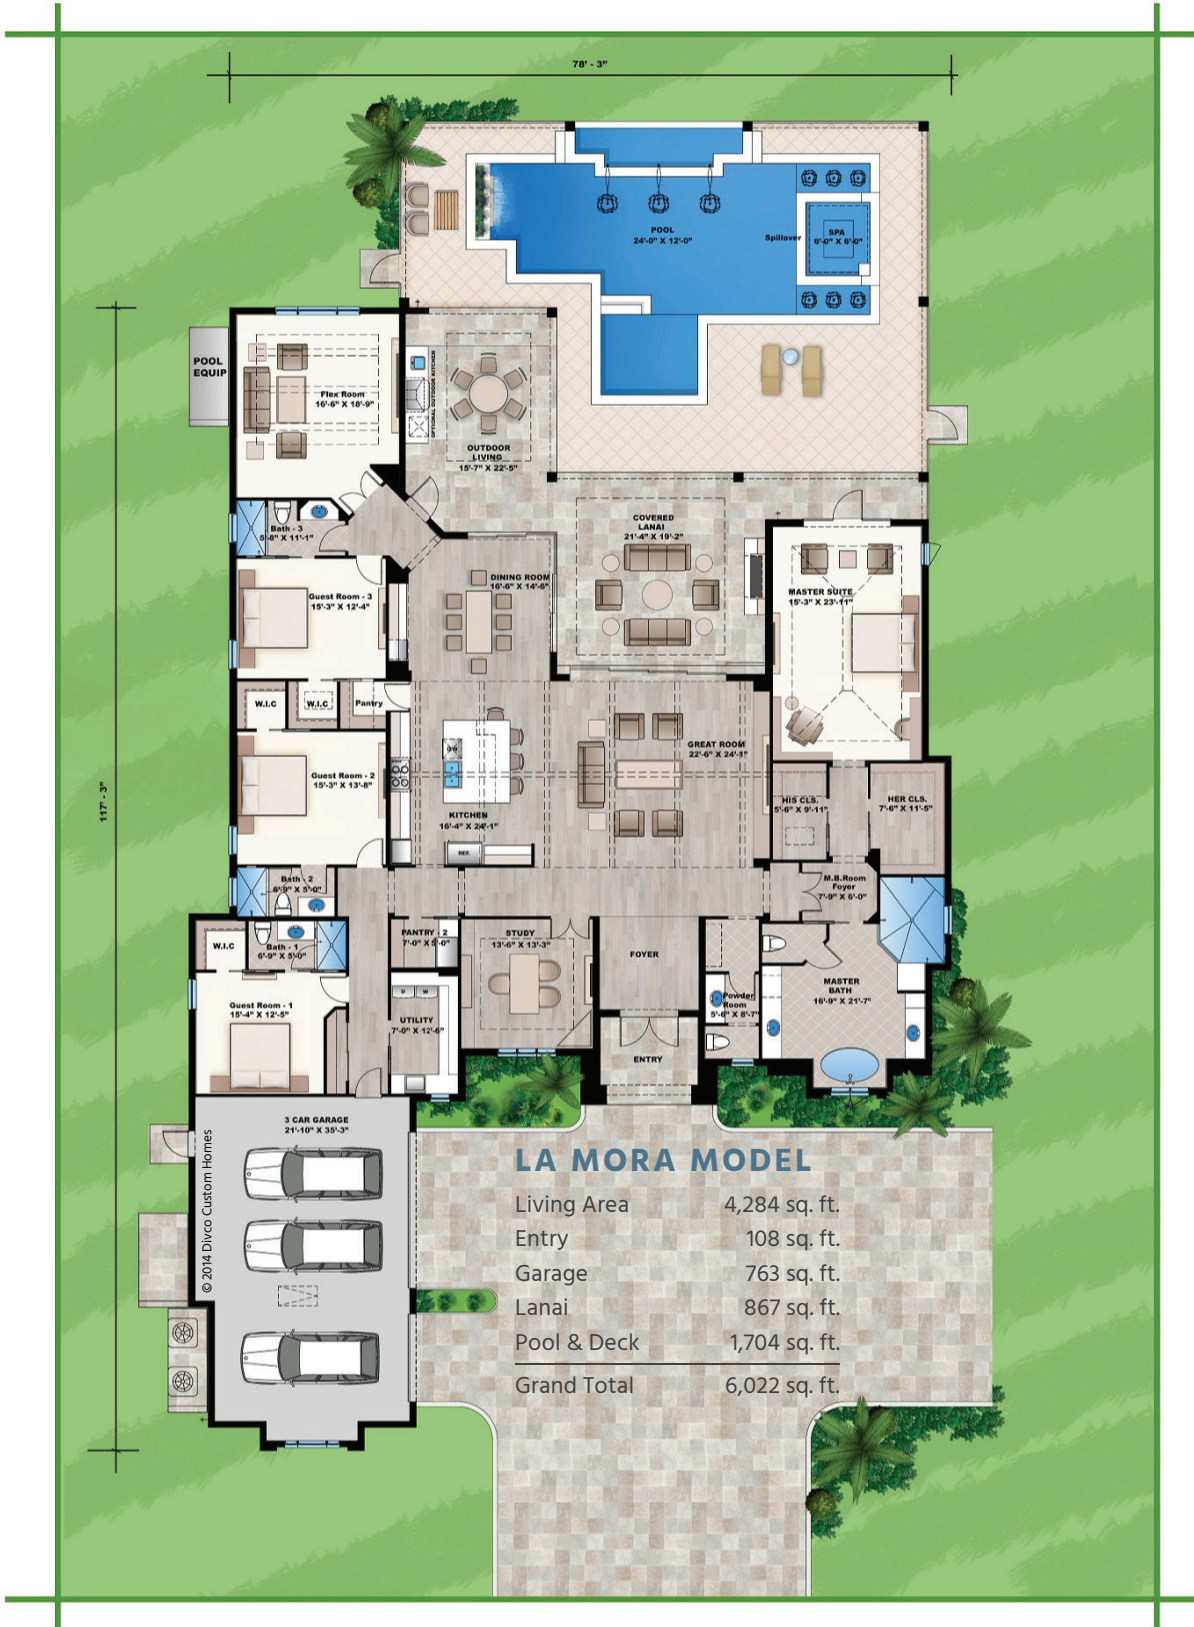 78' - 3"
POOL
24'-0" X 12'-0"
Spillover
SPA
6'-0" X 6'-0"
POOL
EQUIP
Flex Room
16'-6" X 18'-9"
OPTIONAL OUTDOOR KITCHEN
OUTDOOR
LIVING
15'-7" X 22'-5"
COVERED
LANAI
21'-4" X 19'-2"
Bath - 3
5'-8" X 11'-1"
DINING ROOM
16'-6" X 14'-6"
MASTER SUITE
15'-3" X 23'-11"
Guest Room - 3
15'-3" X 12'-4"
W.I.C
W.I.C
Pantry
GREAT ROOM
22'-6" X 24'-1"
Guest Room - 2
15'-3" X 13'-8"
117' - 3"
D/W
KITCHEN
16'-4" X 24'-1"
HIS CLS.
5'-6" X 9'-11"
HER CLS.
7'-6" X 11'-5"
REF.
Bath - 2
6'-9" X 5'-0"
M.B.Room
Foyer
7'-9" X 6'-0"
W.I.C
Bath - 1
6'-9" X 5'-0"
PANTRY - 2
7'-0" X 5'-0"
STUDY
13'-6" X 13'-3"
FOYER
MASTER
BATH
16'-9" X 21'-7"
Guest Room - 1
15'-4" X 12'-5"
D
W
UTILITY
7'-0" X 12'-6"
Powder
Room
5'-6" X 8'-7"
ENTRY
3 CAR GARAGE
21'-10" X 35'-3"
© 2014 Divco Custom Homes
LA MORA MODEL
Living Area 4,284 sq. ft.
Entry 108 sq. ft.
Garage 763 sq. ft.
Lanai 867 sq. ft.
Pool & Deck 1,704 sq. ft.
Grand Total 6,022 sq. ft.